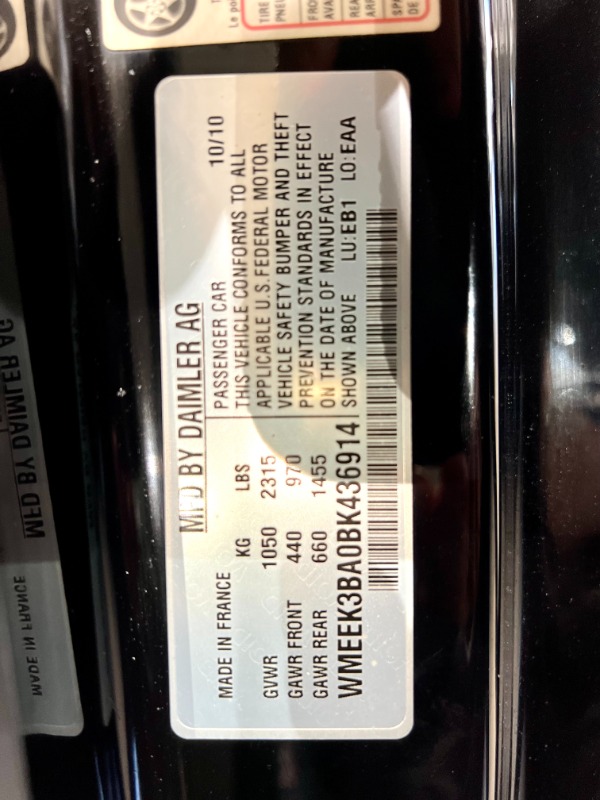 MFD BY DAIMLER AG
MADE IN FRANCE
KG LBS
GVWR 1050 2315
GAWR FRONT 440 970
GAWR REAR 660 1455
PASSENGER CAR 10/10
THIS VEHICLE CONFORMS TO ALL
APPLICABLE U.S. FEDERAL MOTOR
VEHICLE SAFETY BUMPER AND THEFT
PREVENTION STANDARDS IN EFFECT
ON THE DATE OF MANUFACTURE
SHOWN ABOVE LU:EB1 LO:EAA
WMEEK3BA0BK436914
TIRE
MFD BY DAIMLER AG
MADE IN FRANCE